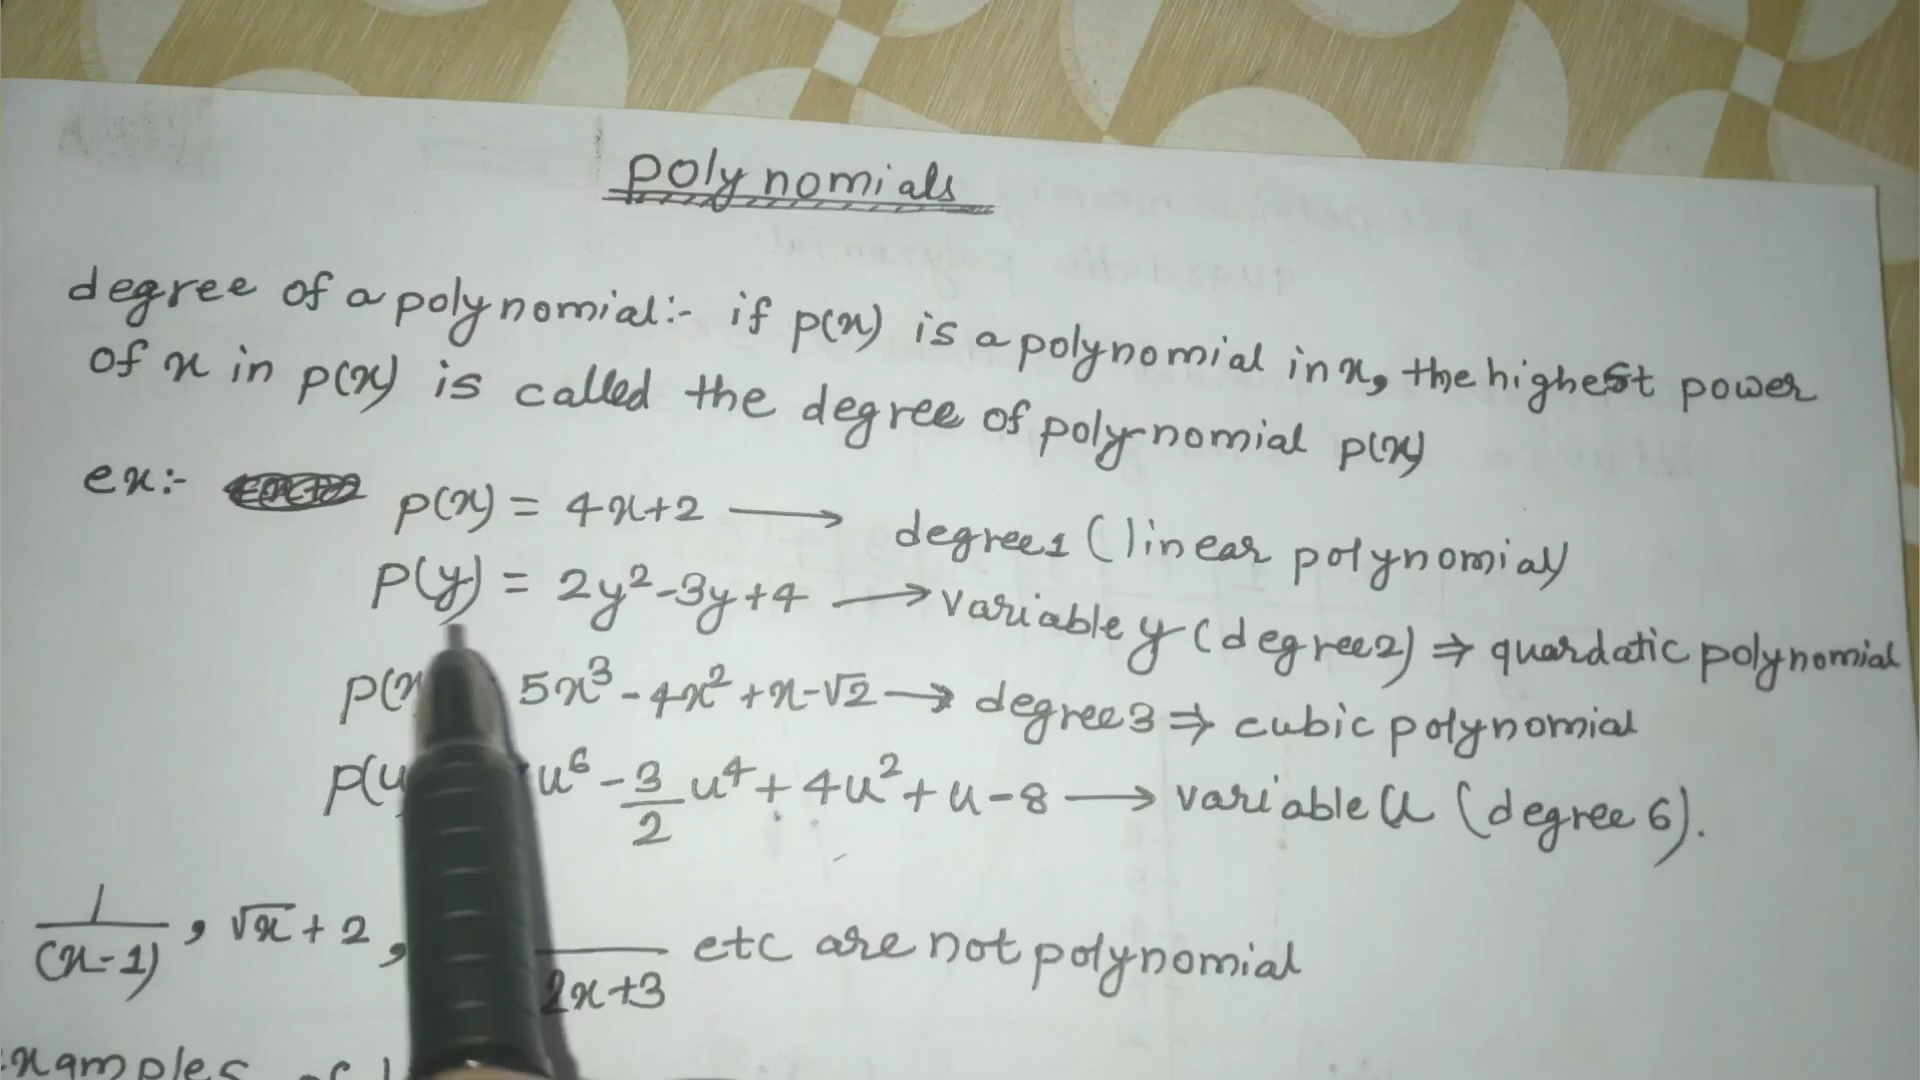 polynomials
degree of a polynomial:- if p(x) is a polynomial in x, the highest power
of x in p(x) is called the degree of polynomial p(x)
ex:- p(x) = 4x+2 → degree1 (linear polynomial)
P(y) = 2y²-3y+4 → variable y (degree2) ⇒ quardatic polynomial
p(x 5x³-4x²+x-√2 → degree3 ⇒ cubic polynomial
p(u u⁶-3/2 u⁴+4u²+u-8 → variable u (degree 6).
1/(x-1), √x+2, 2x+3 etc are not polynomial
xamples of